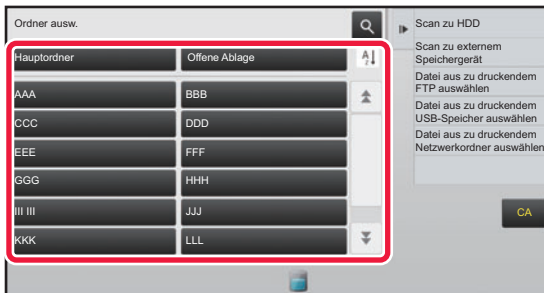 Ordner ausw.
Hauptordner
Offene Ablage
AAA
BBB
CCC
DDD
EEE
FFF
GGG
HHH
III III
JJJ
KKK
LLL
Scan zu HDD
Scan zu externem
Speichergerät
Datei aus zu druckendem
FTP auswählen
Datei aus zu druckendem
USB-Speicher auswählen
Datei aus zu druckendem
Netzwerkordner auswählen
CA